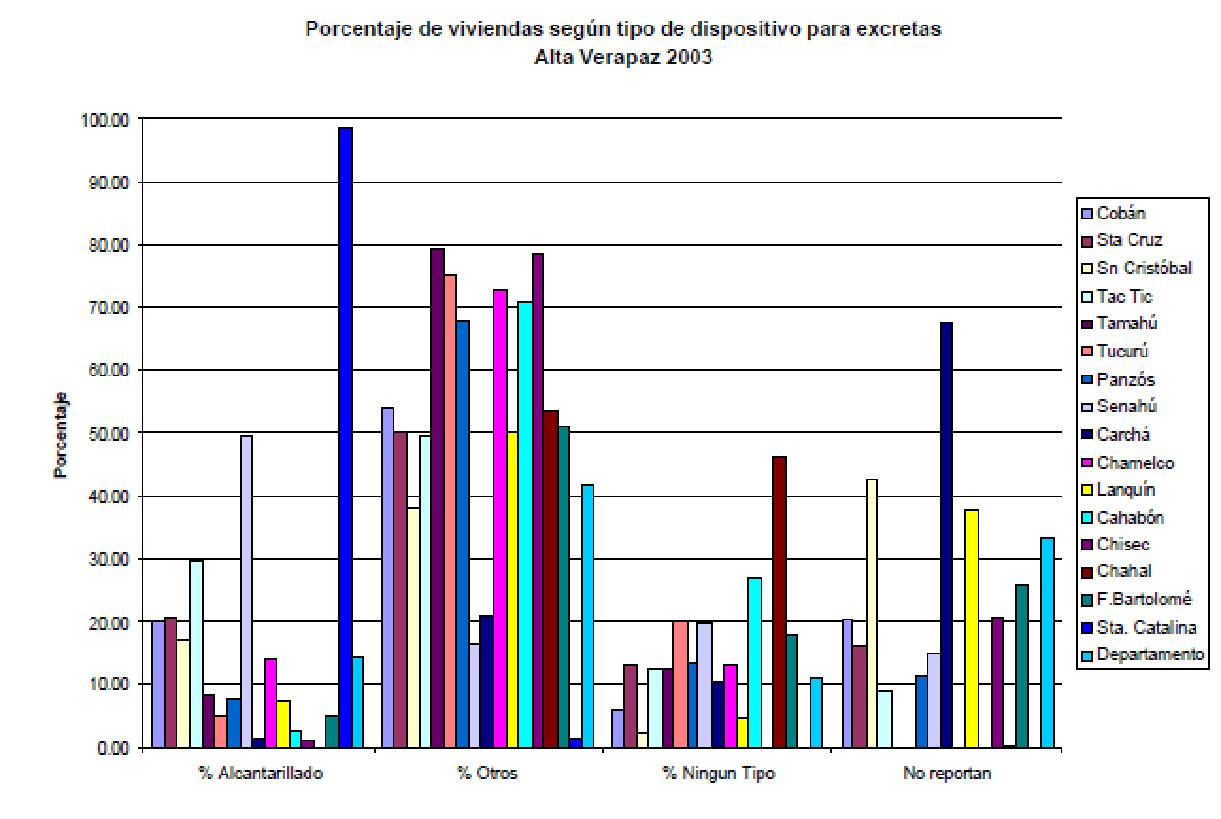 Porcentaje de viviendas según tipo de dispositivo para excretas
Alta Verapaz 2003
100.00
90.00
80.00
70.00
60.00
50.00
40.00
30.00
20.00
10.00
0.00
Porcentaje
% Alcantarillado
% Otros
% Ningun Tipo
No reportan
Cobán
Sta Cruz
Sn Cristóbal
Tac Tic
Tamahú
Tucurú
Panzós
Senahú
Carchá
Chamelco
Lanquín
Cahabón
Chisec
Chahal
F.Bartolomé
Sta. Catalina
Departamento